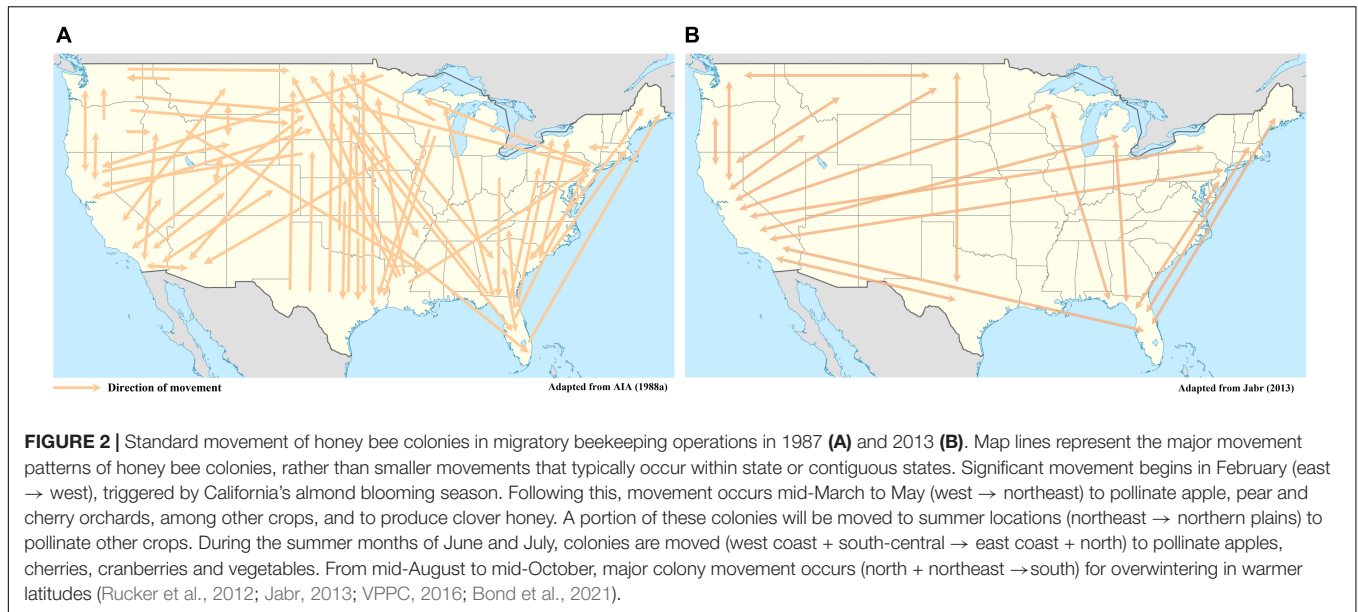 A
B
Direction of movement
Adapted from AIA (1988a)
Adapted from Jabr (2013)
FIGURE 2 | Standard movement of honey bee colonies in migratory beekeeping operations in 1987 (A) and 2013 (B). Map lines represent the major movement
patterns of honey bee colonies, rather than smaller movements that typically occur within state or contiguous states. Significant movement begins in February (east
→ west), triggered by California's almond blooming season. Following this, movement occurs mid-March to May (west → northeast) to pollinate apple, pear and
cherry orchards, among other crops, and to produce clover honey. A portion of these colonies will be moved to summer locations (northeast → northern plains) to
pollinate other crops. During the summer months of June and July, colonies are moved (west coast + south-central → east coast + north) to pollinate apples,
cherries, cranberries and vegetables. From mid-August to mid-October, major colony movement occurs (north + northeast →south) for overwintering in warmer
latitudes (Rucker et al., 2012; Jabr, 2013; VPPC, 2016; Bond et al., 2021).